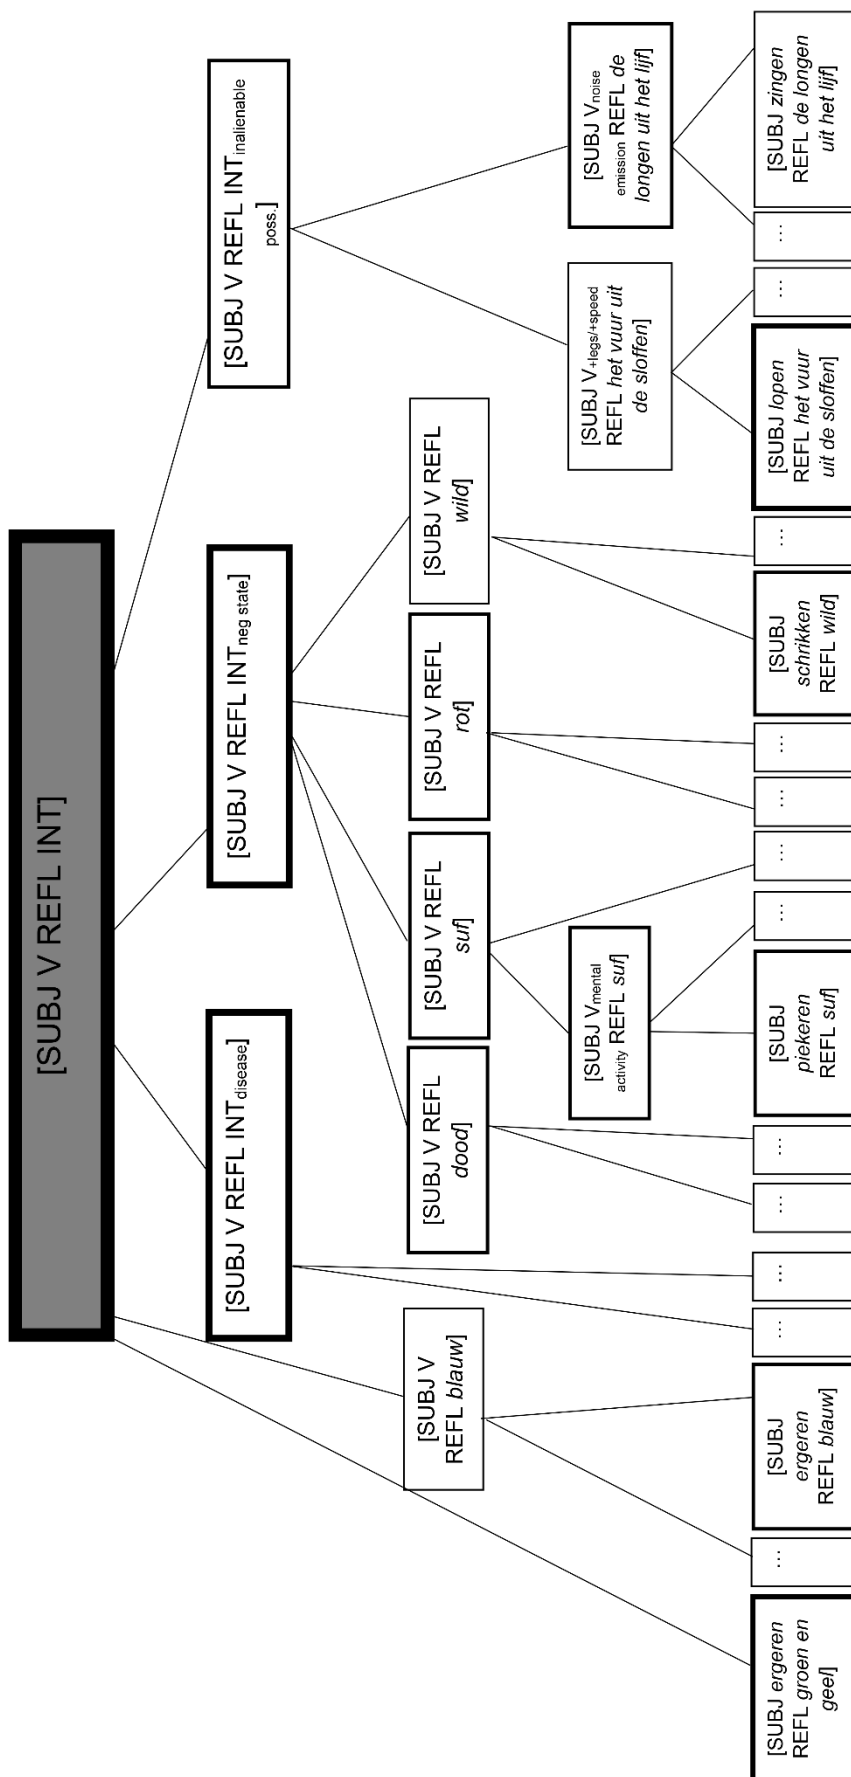 [SUBJ V REFL INT]
[SUBJ V REFL INTdisease]
[SUBJ V REFL INTneg state]
[SUBJ V REFL INTinalienable
poss.]
[SUBJ V
REFL blauw]
[SUBJ V REFL
dood]
[SUBJ V REFL
suf]
[SUBJ V REFL
rot]
[SUBJ V REFL
wild]
[SUBJ Vmental
activity REFL suf]
[SUBJ V+legs/+speed
REFL het vuur uit
de sloffen]
[SUBJ Vnoise
emission REFL de
longen uit het lijf]
[SUBJ ergeren
REFL groen en
geel]
...
[SUBJ
ergeren
REFL blauw]
...
...
...
...
[SUBJ
piekeren
REFL suf]
...
...
...
...
[SUBJ
schrikken
REFL wild]
...
[SUBJ lopen
REFL het vuur
uit de sloffen]
...
...
[SUBJ zingen
REFL de longen
uit het lijf]